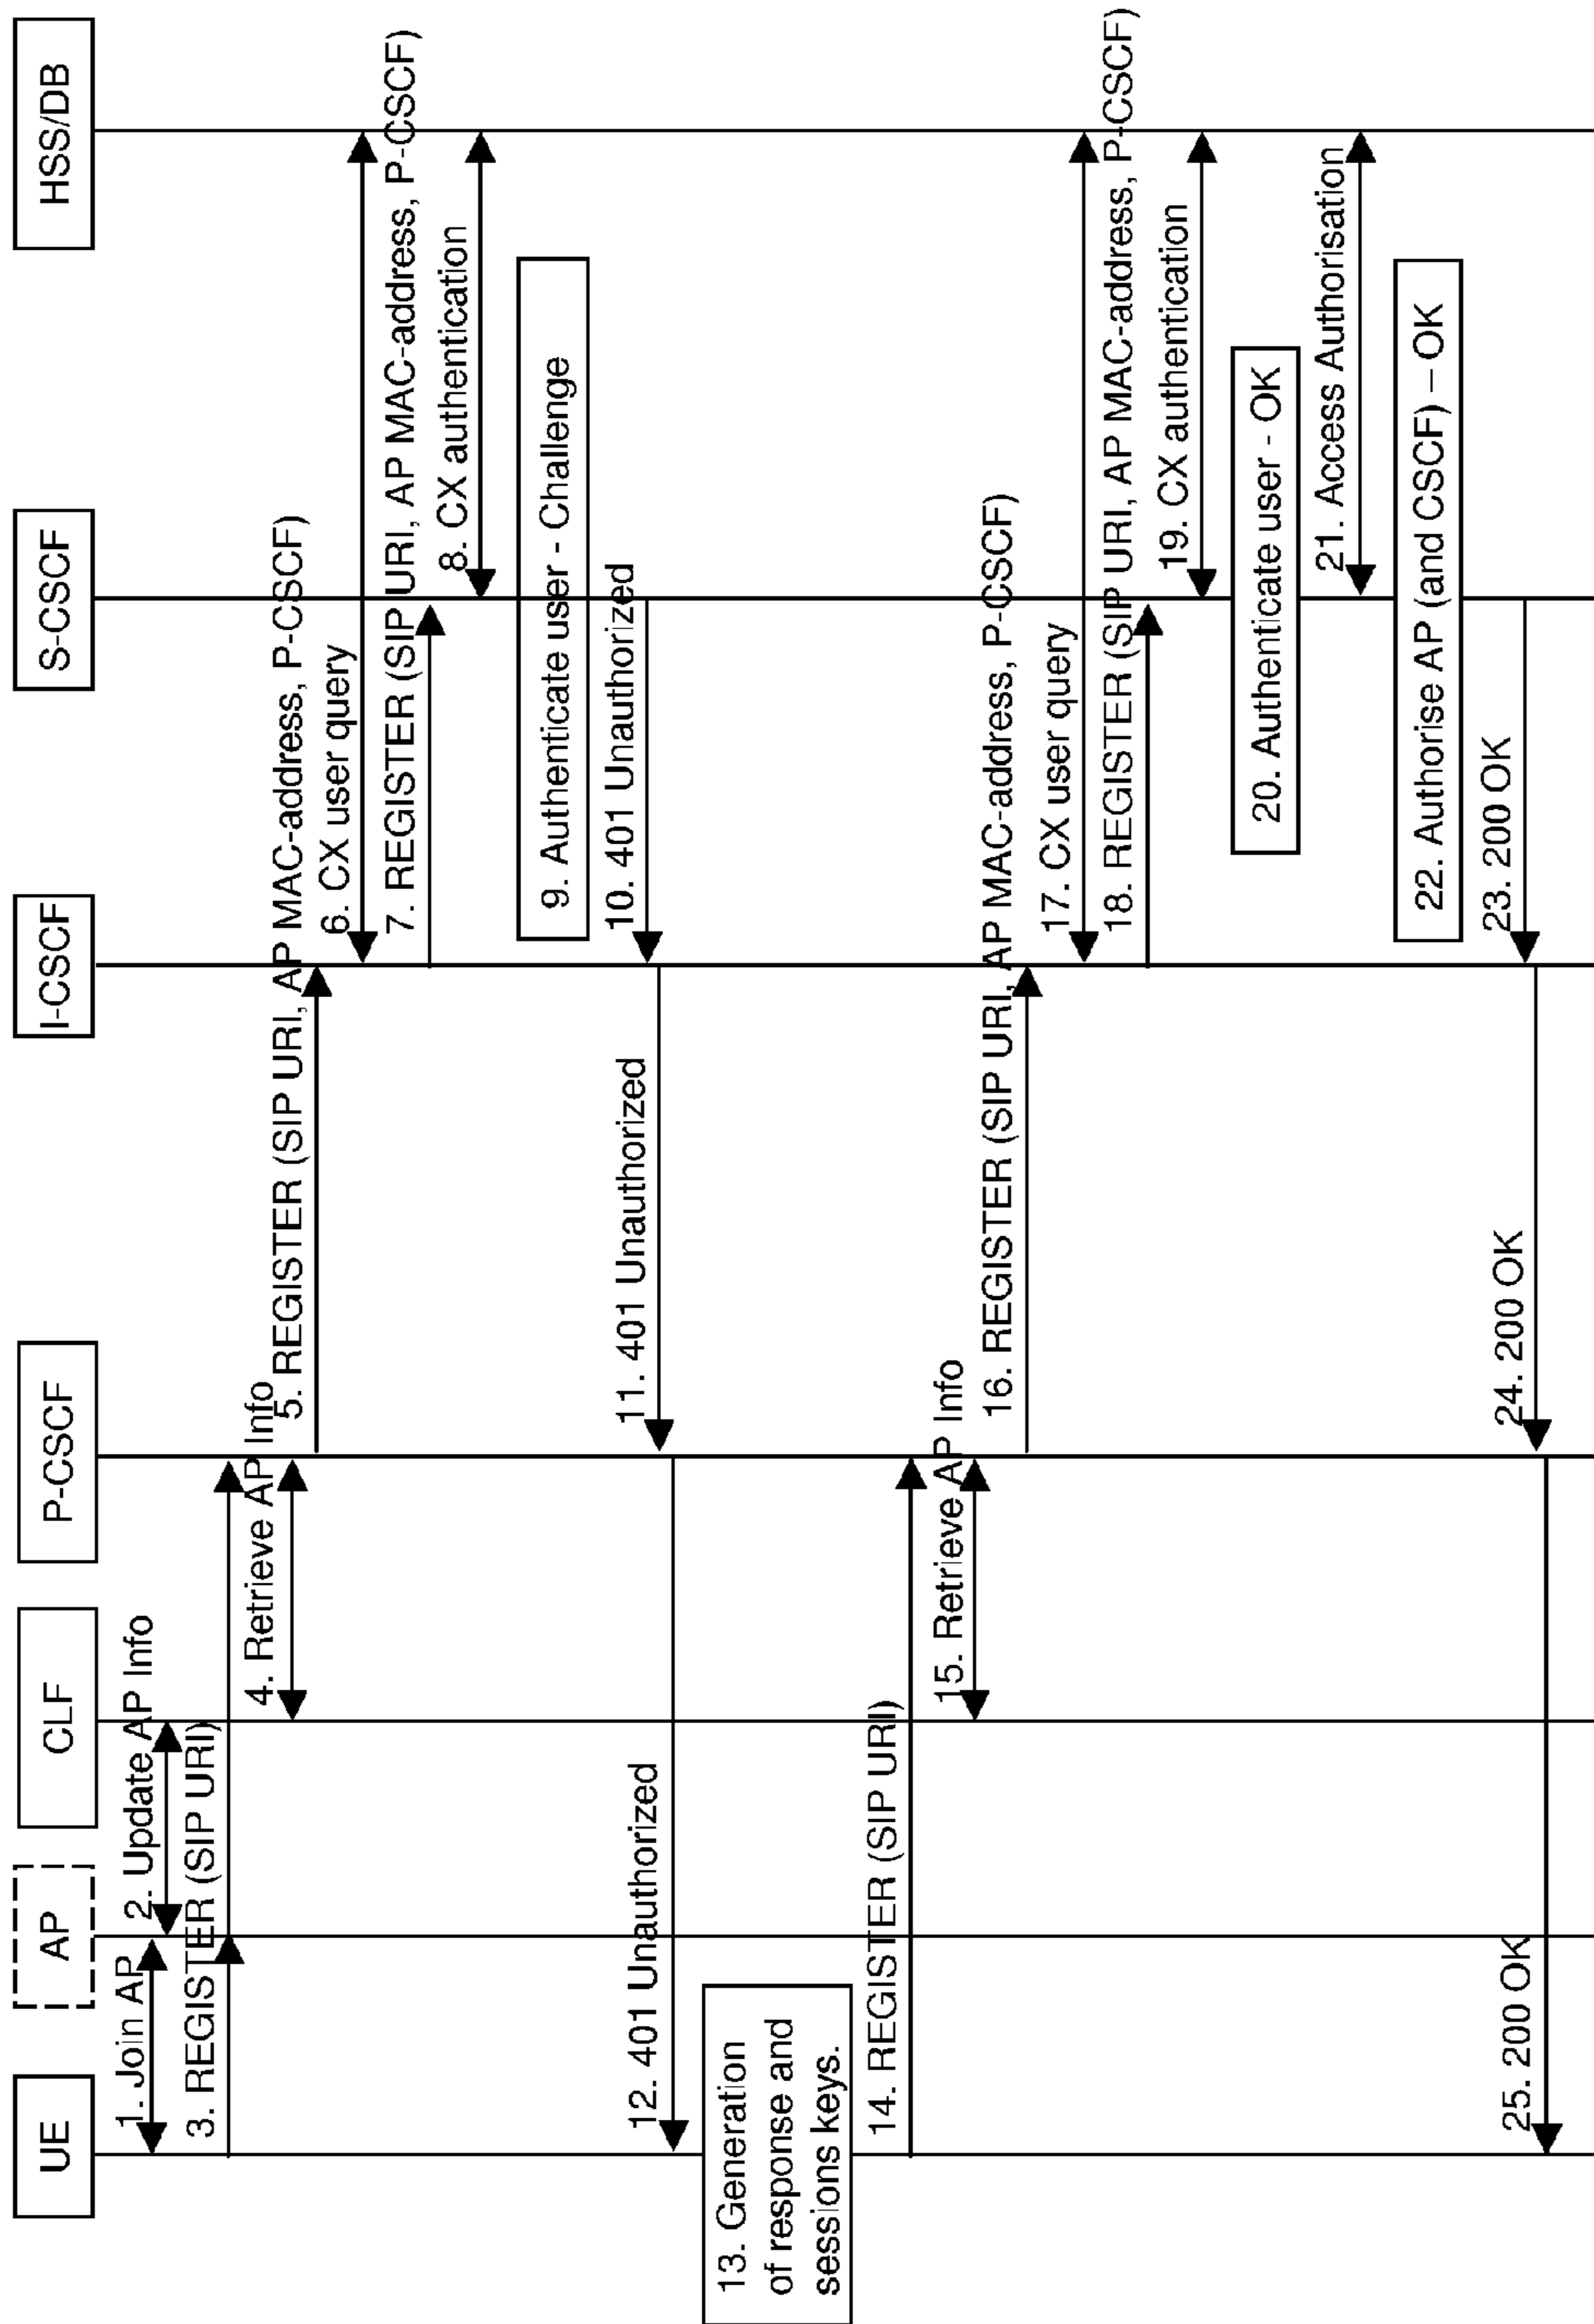 UE
AP
CLF
P-CSCF
I-CSCF
S-CSCF
HSS/DB
1. Join AP
2. Update AP Info
3. REGISTER (SIP URI)
4. Retrieve AP Info
5. REGISTER (SIP URI, AP MAC-address, P-CSCF)
6. CX user query
7. REGISTER (SIP URI, AP MAC-address, P-CSCF)
8. CX authentication
9. Authenticate user - Challenge
10. 401 Unauthorized
11. 401 Unauthorized
12. 401 Unauthorized
13. Generation
of response and
sessions keys.
14. REGISTER (SIP URI)
15. Retrieve AP Info
16. REGISTER (SIP URI, AP MAC-address, P-CSCF)
17. CX user query
18. REGISTER (SIP URI, AP MAC-address, P-CSCF)
19. CX authentication
20. Authenticate user - OK
21. Access Authorisation
22. Authorise AP (and CSCF) – OK
23. 200 OK
24. 200 OK
25. 200 OK